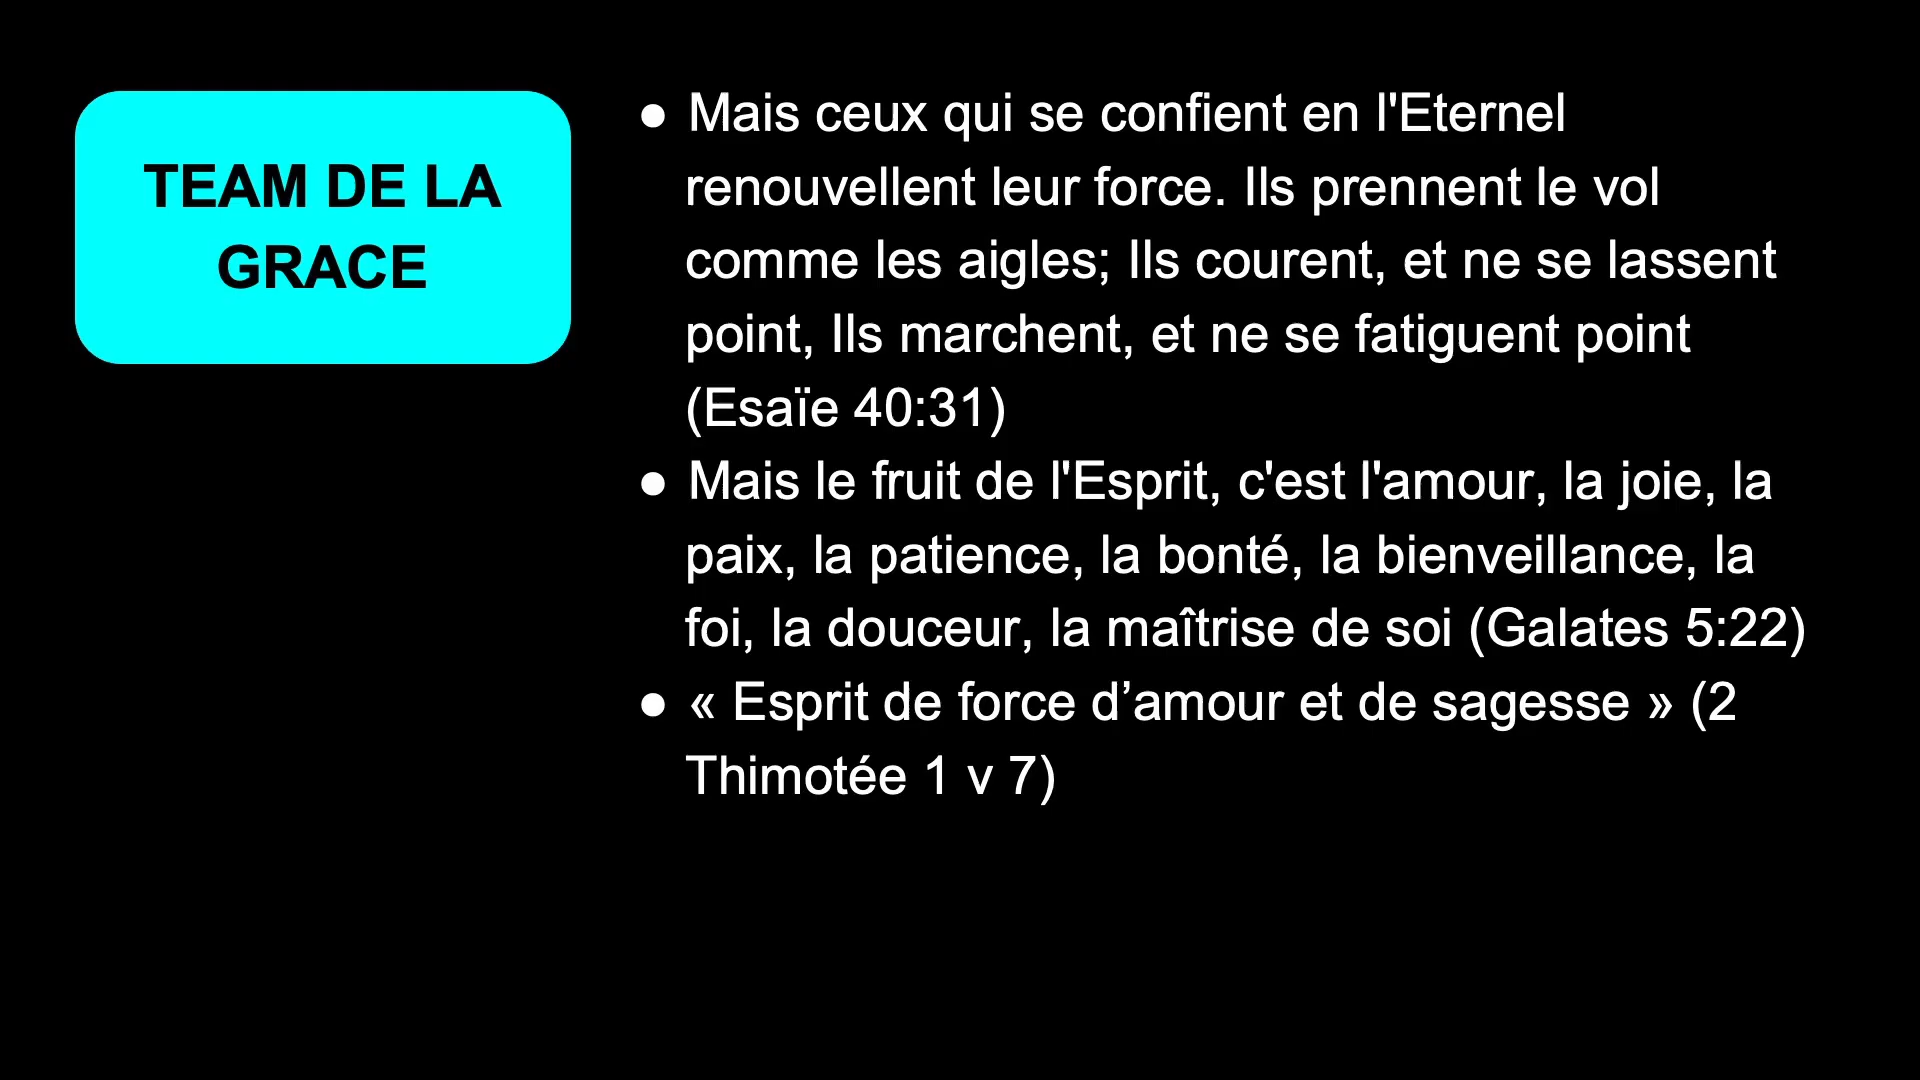 TEAM DE LA
GRACE
● Mais ceux qui se confient en l'Eternel
renouvellent leur force. Ils prennent le vol
comme les aigles; Ils courent, et ne se lassent
point, Ils marchent, et ne se fatiguent point
(Esaïe 40:31)
● Mais le fruit de l'Esprit, c'est l'amour, la joie, la
paix, la patience, la bonté, la bienveillance, la
foi, la douceur, la maîtrise de soi (Galates 5:22)
● « Esprit de force d’amour et de sagesse » (2
Thimotée 1 v 7)